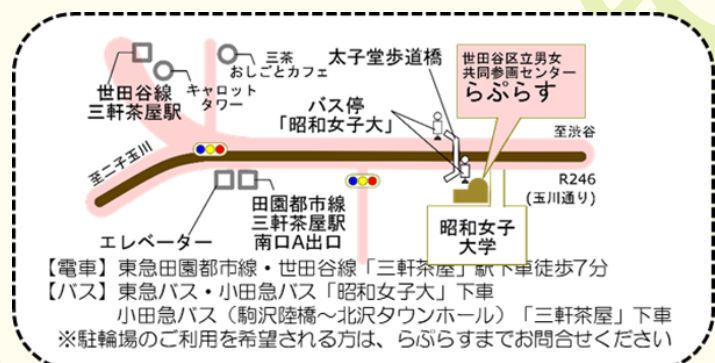 世田谷線
三軒茶屋駅
キャロット
タワー
三茶
おしごとカフェ
太子堂歩道橋
世田谷区立男女
共同参画センター
らぷらす
バス停
「昭和女子大」
至渋谷
R246
(玉川通り)
至二子玉川
エレベーター
田園都市線
三軒茶屋駅
南口A出口
昭和女子
大学
【電車】東急田園都市線・世田谷線「三軒茶屋」駅下車徒歩7分
【バス】東急バス・小田急バス「昭和女子大」下車
小田急バス(駒沢陸橋～北沢タウンホール)「三軒茶屋」下車
※駐輪場のご利用を希望される方は、らぷらすまでお問合せください